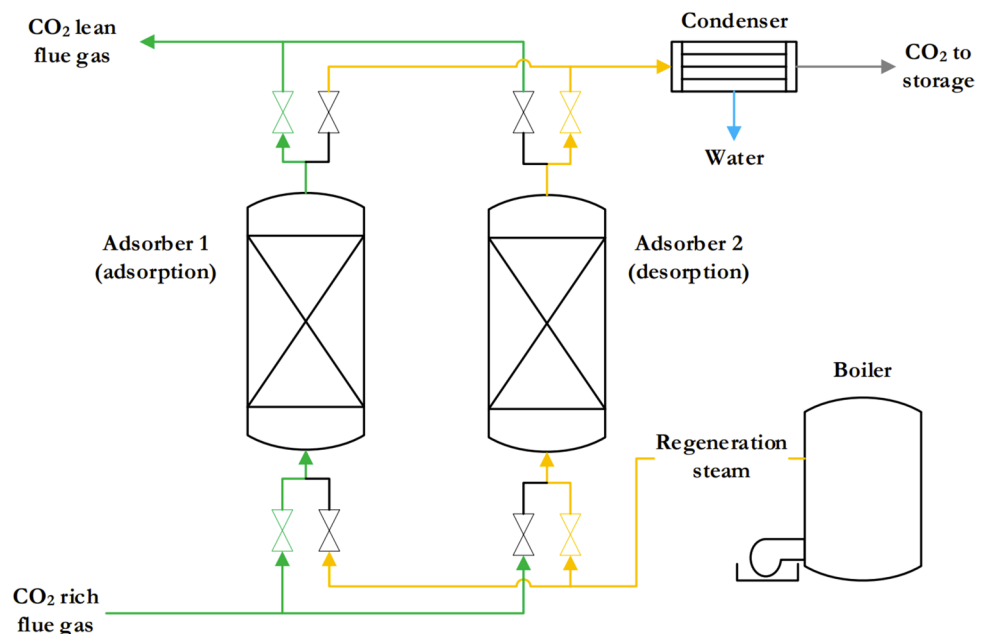 CO₂ lean
flue gas
Condenser
CO₂ to
storage
Water
Adsorber 1
(adsorption)
Adsorber 2
(desorption)
Boiler
Regeneration
steam
CO₂ rich
flue gas